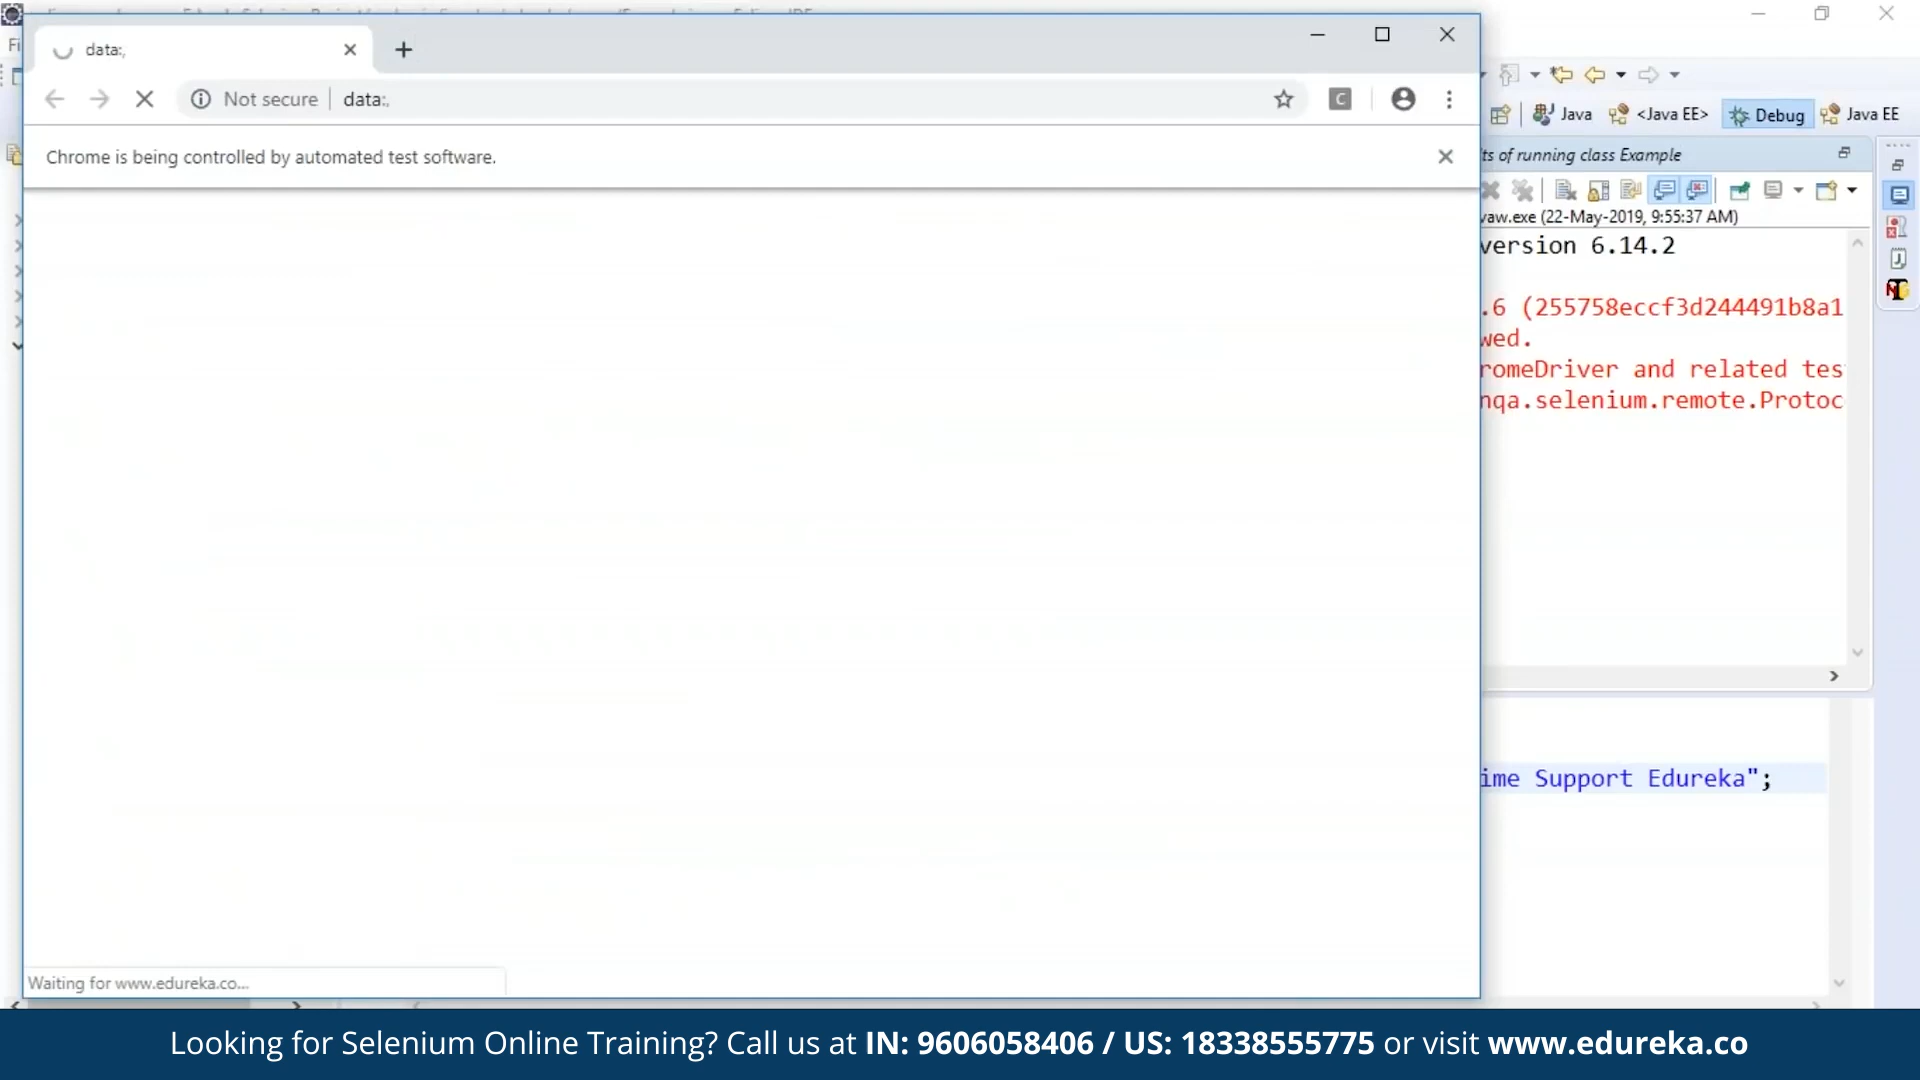 Fi
data:,
Not secure
data:,
Chrome is being controlled by automated test software.
Java
<Java EE>
Debug
Java EE
ts of running class Example
vaw.exe (22-May-2019, 9:55:37 AM)
version 6.14.2
.6 (255758eccf3d244491b8a1
wed.
romeDriver and related tes
nqa.selenium.remote.Protoc
ime Support Edureka";
Waiting for www.edureka.co...
Looking for Selenium Online Training? Call us at IN: 9606058406 / US: 18338555775 or visit www.edureka.co